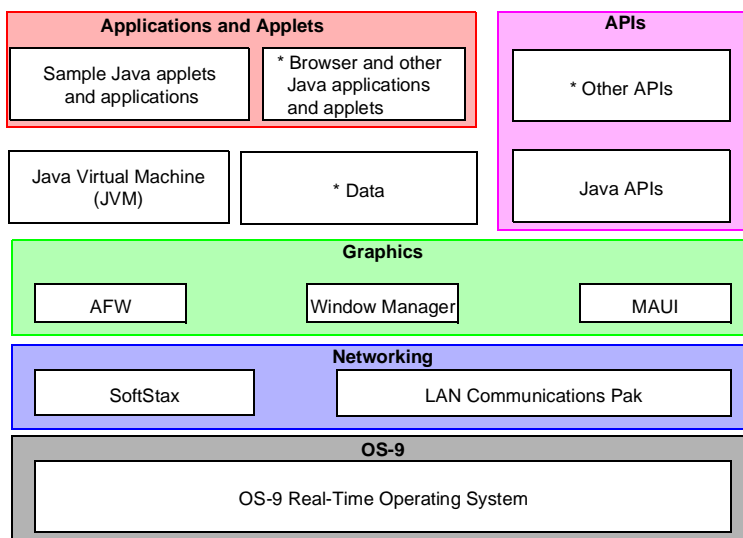 Applications and Applets
Sample Java applets
and applications
* Browser and other
Java applications
and applets
APIs
* Other APIs
Java APIs
Java Virtual Machine
(JVM)
* Data
Graphics
AFW
Window Manager
MAUI
Networking
SoftStax
LAN Communications Pak
OS-9
OS-9 Real-Time Operating System